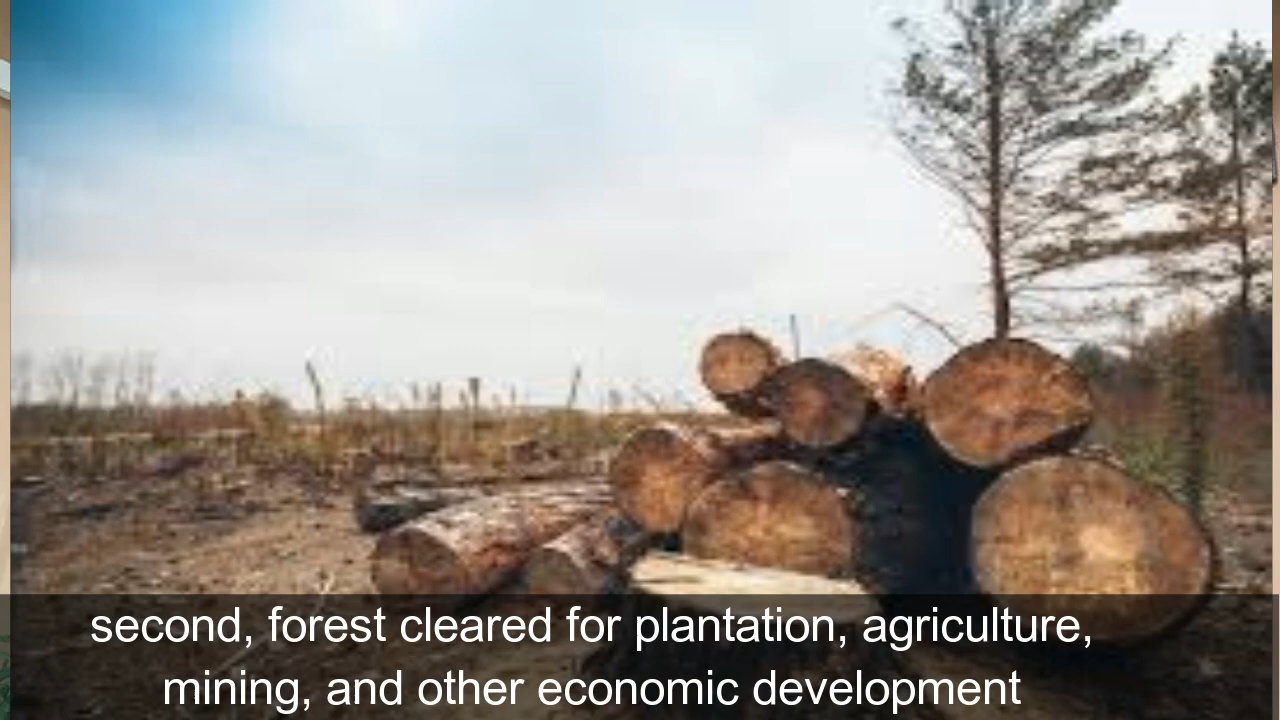 second, forest cleared for plantation, agriculture,
mining, and other economic development